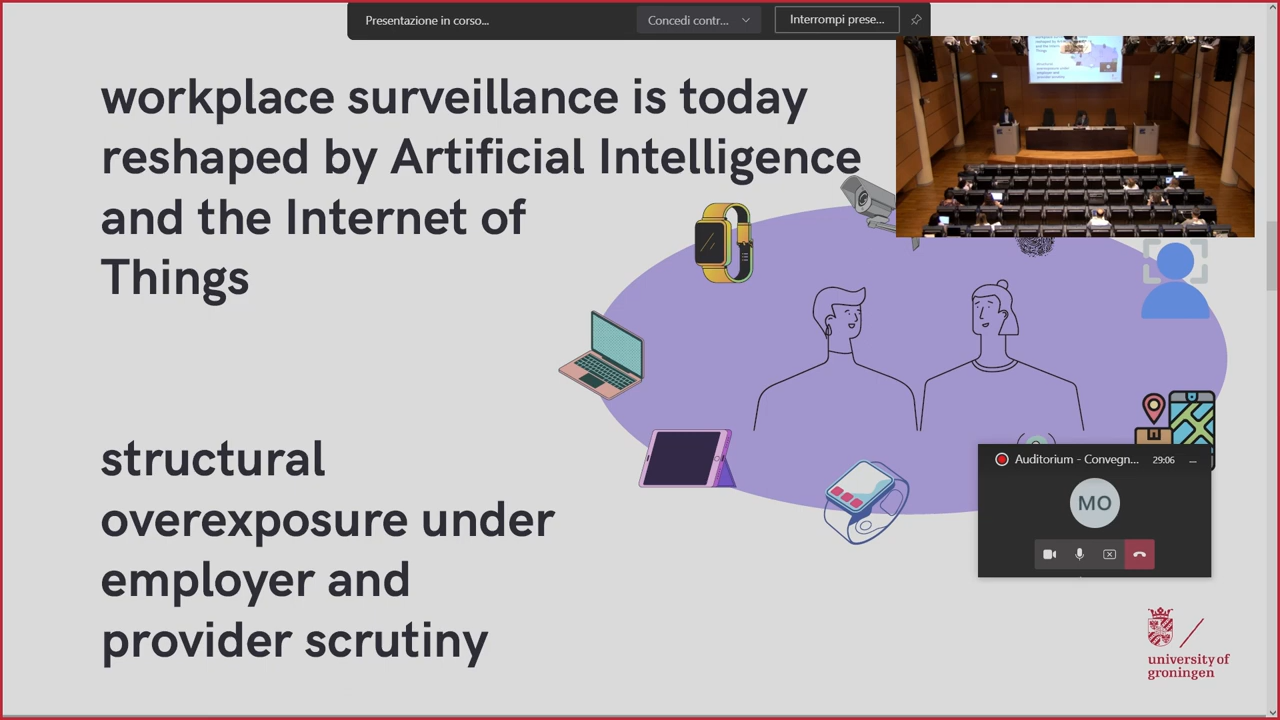 Presentazione in corso...
Concedi contr...
Interrompi prese...
workplace surveillance is today
reshaped by Artificial Intelligence
and the Internet of
Things
structural
overexposure under
employer and
provider scrutiny
Auditorium - Convegn...
29:06
MO
university of
groningen